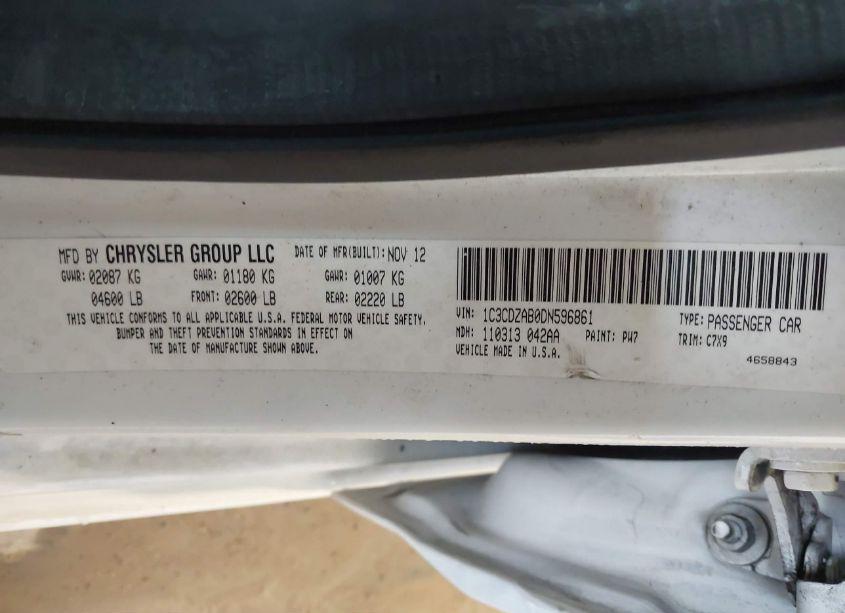 MFD BY CHRYSLER GROUP LLC DATE OF MFR(BUILT): NOV 12
GVWR: 02087 KG GAWR: 01180 KG GAWR: 01007 KG
04600 LB FRONT: 02600 LB REAR: 02220 LB
THIS VEHICLE CONFORMS TO ALL APPLICABLE U.S.A. FEDERAL MOTOR VEHICLE SAFETY,
BUMPER AND THEFT PREVENTION STANDARDS IN EFFECT ON
THE DATE OF MANUFACTURE SHOWN ABOVE.
VIN: 1C3CDZAB0DN596861 TYPE: PASSENGER CAR
MDH: 110313 042AA PAINT: PW7 TRIM: C7X9
VEHICLE MADE IN U.S.A.
4658843